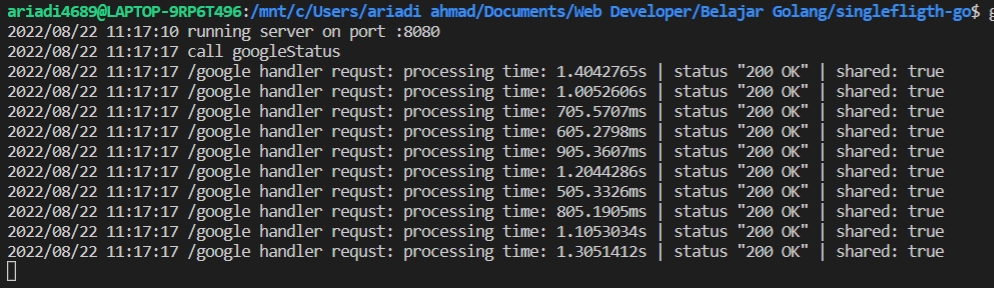 ariadi4689@LAPTOP-9RP6T496:/mnt/c/Users/ariadi ahmad/Documents/Web Developer/Belajar Golang/singlefligth-go$ g
2022/08/22 11:17:10 running server on port :8080
2022/08/22 11:17:17 call googleStatus
2022/08/22 11:17:17 /google handler requst: processing time: 1.4042765s | status "200 OK" | shared: true
2022/08/22 11:17:17 /google handler requst: processing time: 1.0052606s | status "200 OK" | shared: true
2022/08/22 11:17:17 /google handler requst: processing time: 705.5707ms | status "200 OK" | shared: true
2022/08/22 11:17:17 /google handler requst: processing time: 605.2798ms | status "200 OK" | shared: true
2022/08/22 11:17:17 /google handler requst: processing time: 905.3607ms | status "200 OK" | shared: true
2022/08/22 11:17:17 /google handler requst: processing time: 1.2044286s | status "200 OK" | shared: true
2022/08/22 11:17:17 /google handler requst: processing time: 505.3326ms | status "200 OK" | shared: true
2022/08/22 11:17:17 /google handler requst: processing time: 805.1905ms | status "200 OK" | shared: true
2022/08/22 11:17:17 /google handler requst: processing time: 1.1053034s | status "200 OK" | shared: true
2022/08/22 11:17:17 /google handler requst: processing time: 1.3051412s | status "200 OK" | shared: true